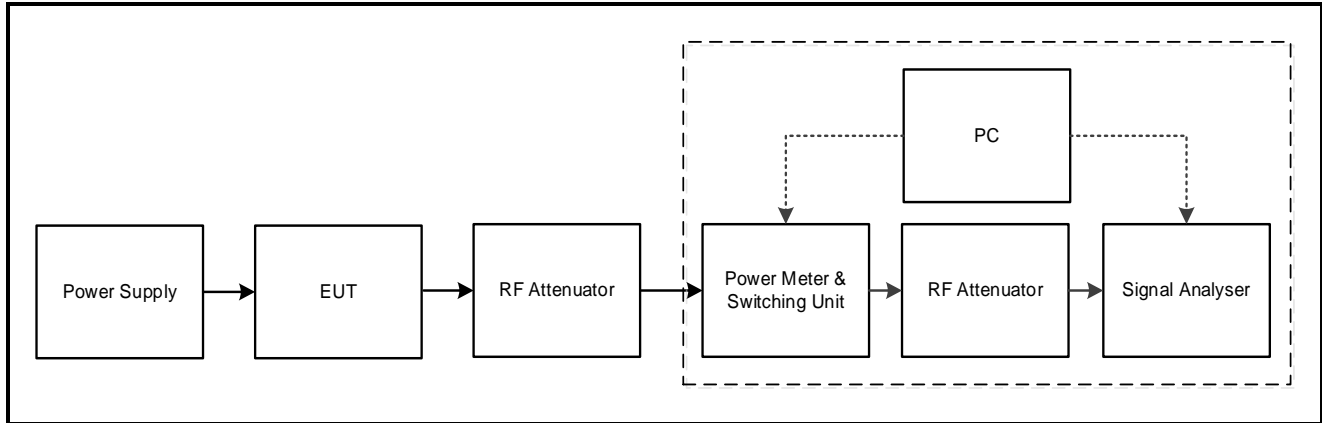 PC
Power Supply
EUT
RF Attenuator
Power Meter &
Switching Unit
RF Attenuator
Signal Analyser